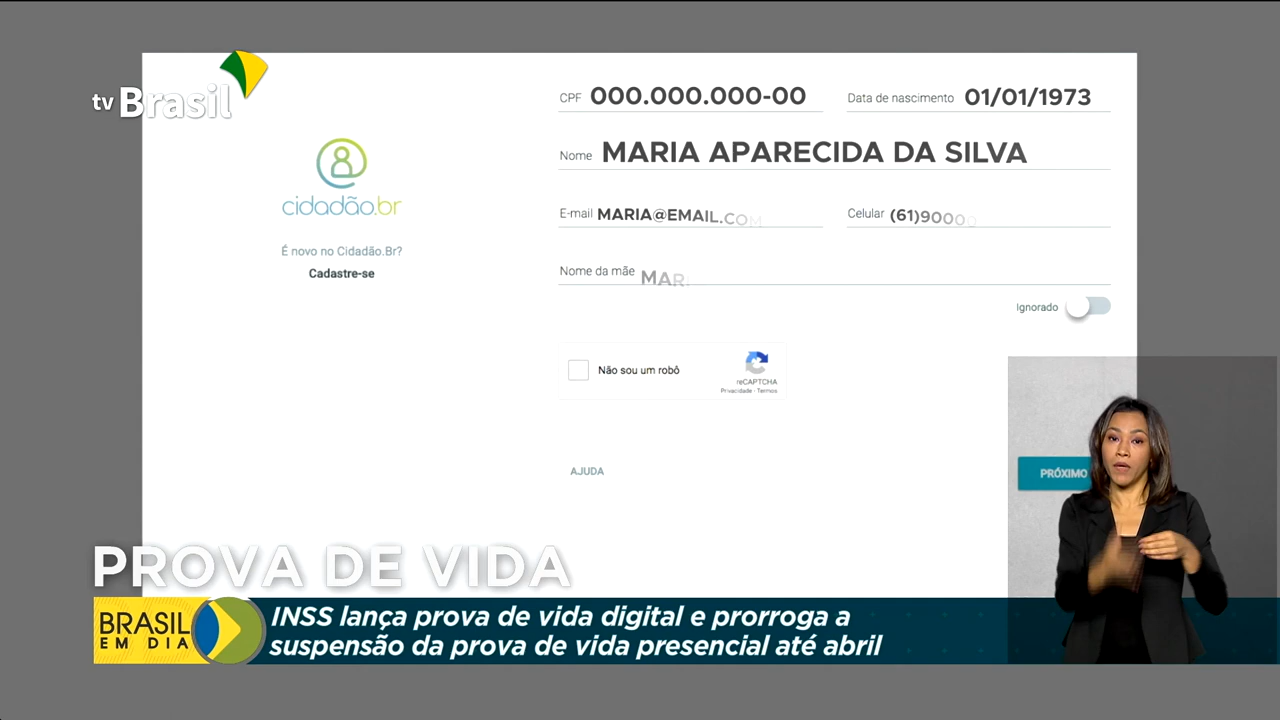 tv Brasil
CPF 000.000.000-00
Data de nascimento 01/01/1973
Nome MARIA APARECIDA DA SILVA
cidadão.br
E-mail MARIA@EMAIL.COM
Celular (61)90000
É novo no Cidadão.Br?
Cadastre-se
Nome da mãe MAR
Ignorado
Não sou um robô
reCAPTCHA
Privacidade - Termos
AJUDA
PRÓXIMO
PROVA DE VIDA
BRASIL
EM DIA
INSS lança prova de vida digital e prorroga a
suspensão da prova de vida presencial até abril